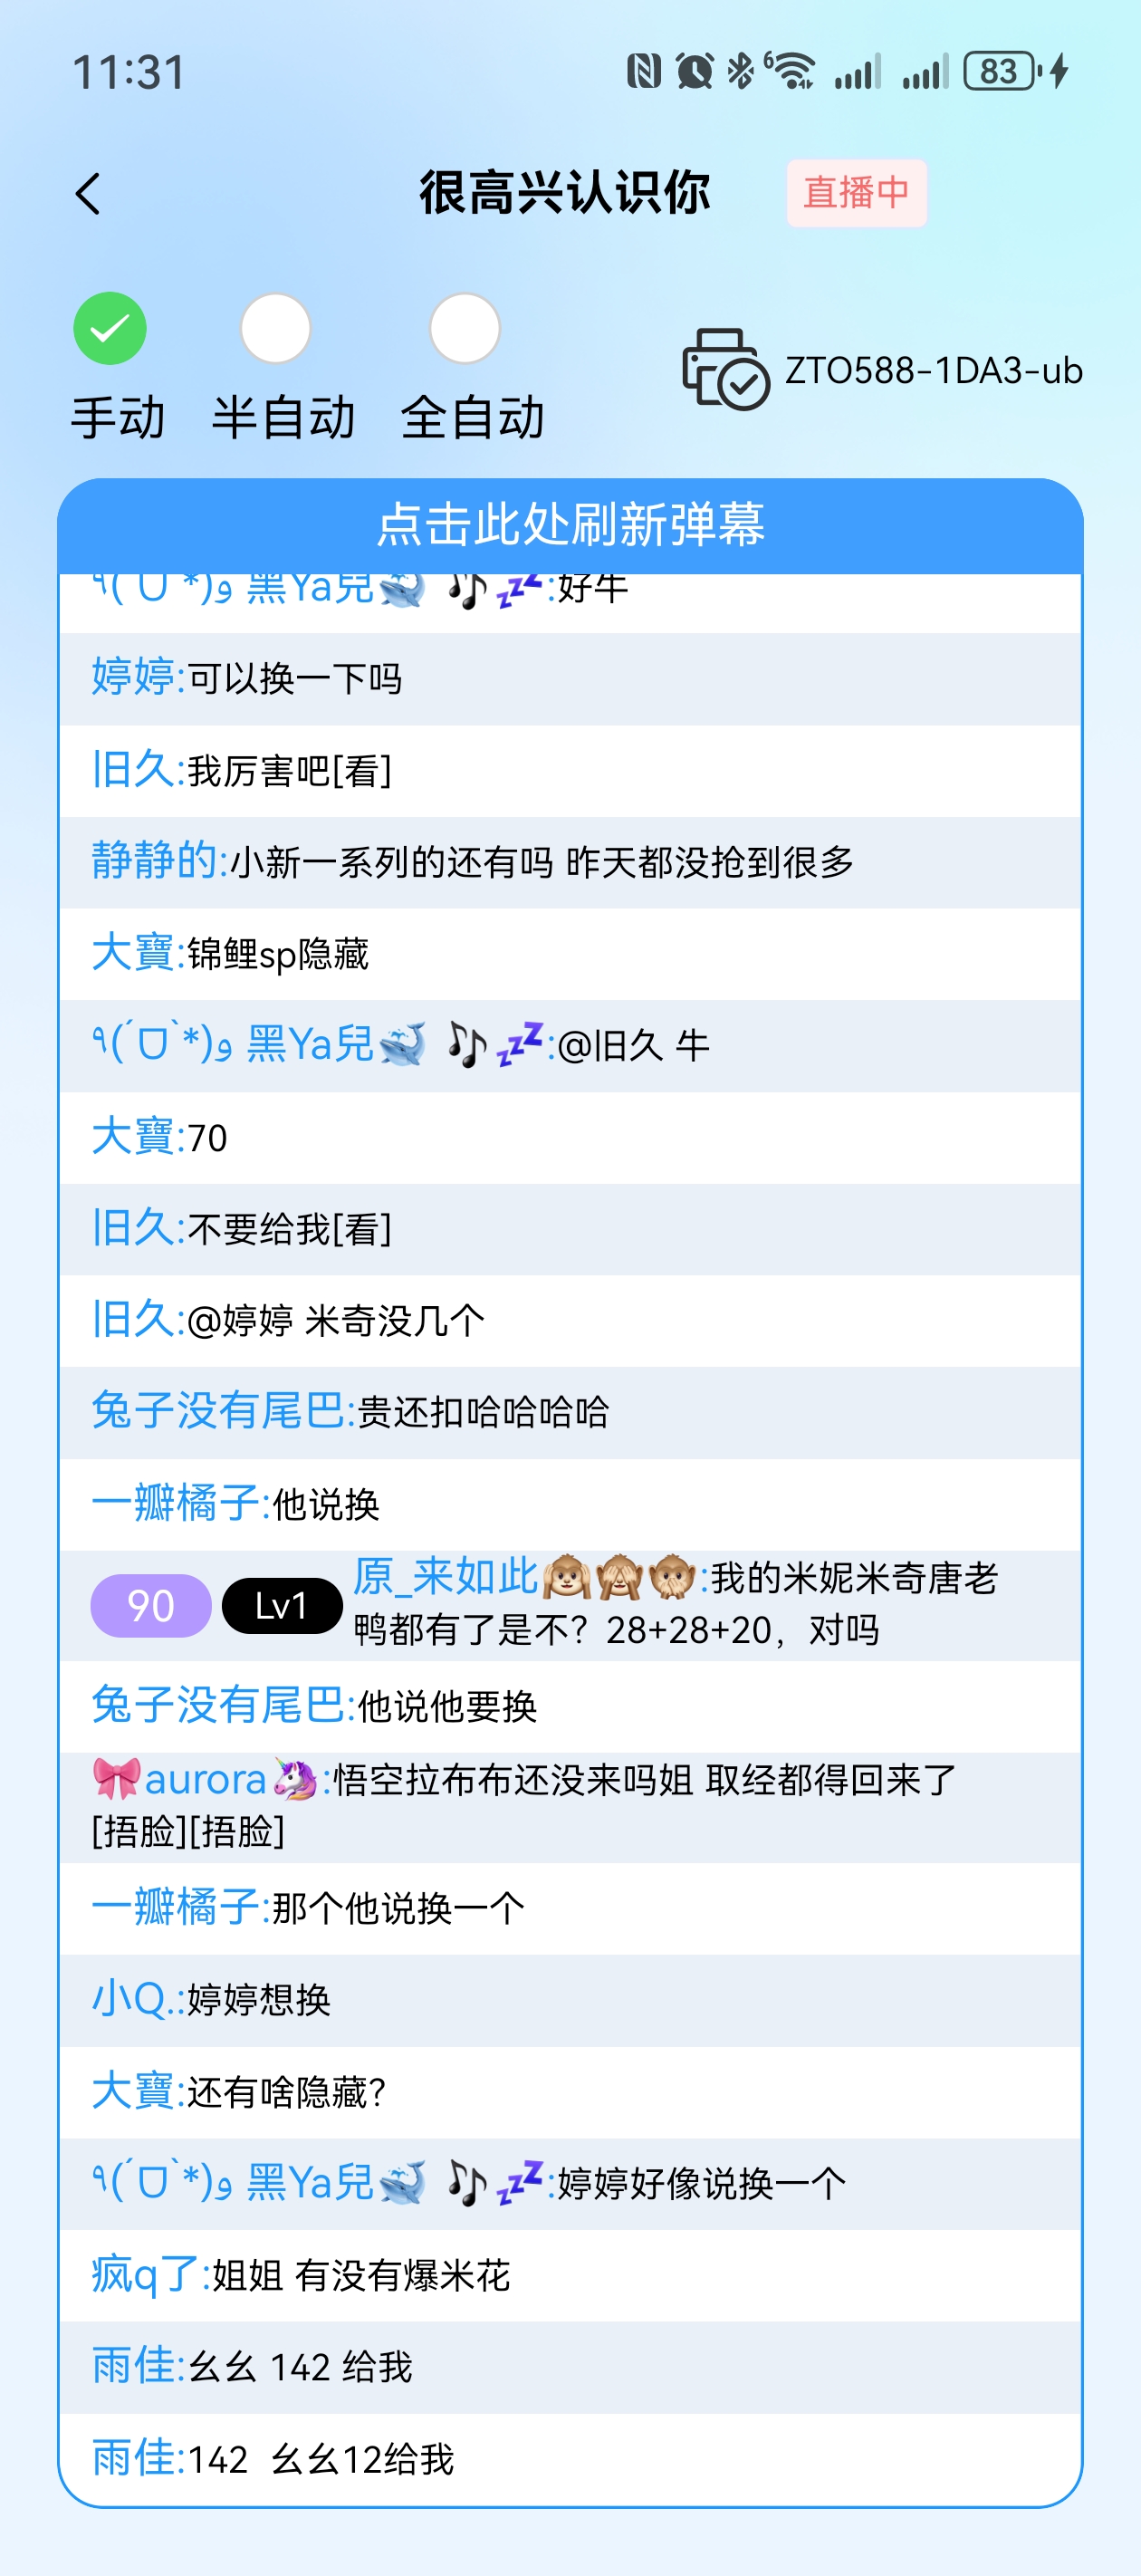 11:31
6
83
很高兴认识你 直播中
手动 半自动 全自动
ZTO588-1DA3-ub
点击此处刷新弹幕
٩(´ᗜ`*)و 黑Ya兒🐳 🎶💤:好牛
婷婷:可以换一下吗
旧久:我厉害吧[看]
静静的:小新一系列的还有吗 昨天都没抢到很多
大寶:锦鲤sp隐藏
٩(´ᗜ`*)و 黑Ya兒🐳 🎶💤:@旧久 牛
大寶:70
旧久:不要给我[看]
旧久:@婷婷 米奇没几个
兔子没有尾巴:贵还扣哈哈哈哈
一瓣橘子:他说换
90 Lv1 原_来如此🙉🙈🙊:我的米妮米奇唐老
鸭都有了是不？28+28+20，对吗
兔子没有尾巴:他说他要换
🎀aurora🦄:悟空拉布布还没来吗姐 取经都得回来了
[捂脸][捂脸]
一瓣橘子:那个他说换一个
小Q.:婷婷想换
大寶:还有啥隐藏？
٩(´ᗜ`*)و 黑Ya兒🐳 🎶💤:婷婷好像说换一个
疯q了:姐姐 有没有爆米花
雨佳:幺幺 142 给我
雨佳:142 幺幺12给我